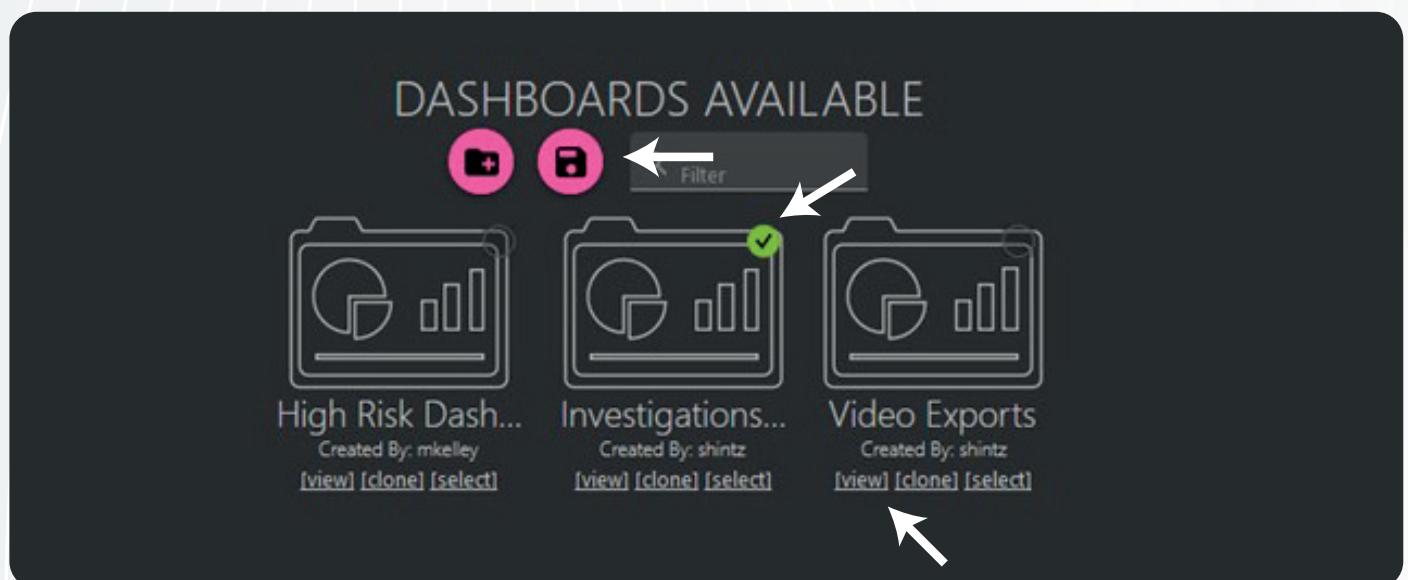 DASHBOARDS AVAILABLE
Filter
High Risk Dash... Investigations... Video Exports
Created By: mkelley Created By: shintz Created By: shintz
[view] [clone] [select] [view] [clone] [select] [view] [clone] [select]